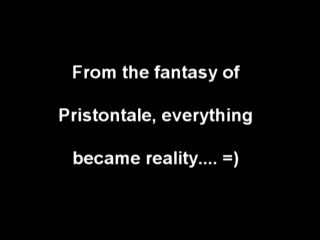 From the fantasy of
Pristontale, everything
became reality.... =)